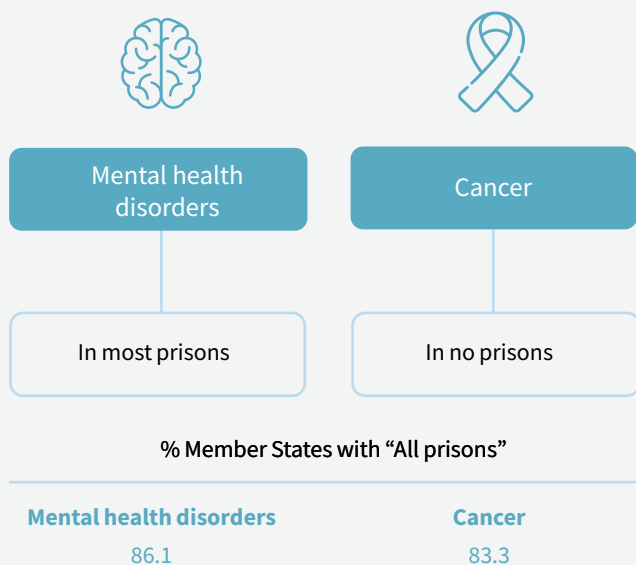 Mental health
disorders
Cancer
In most prisons
In no prisons
% Member States with “All prisons”
Mental health disorders
Cancer
86.1
83.3